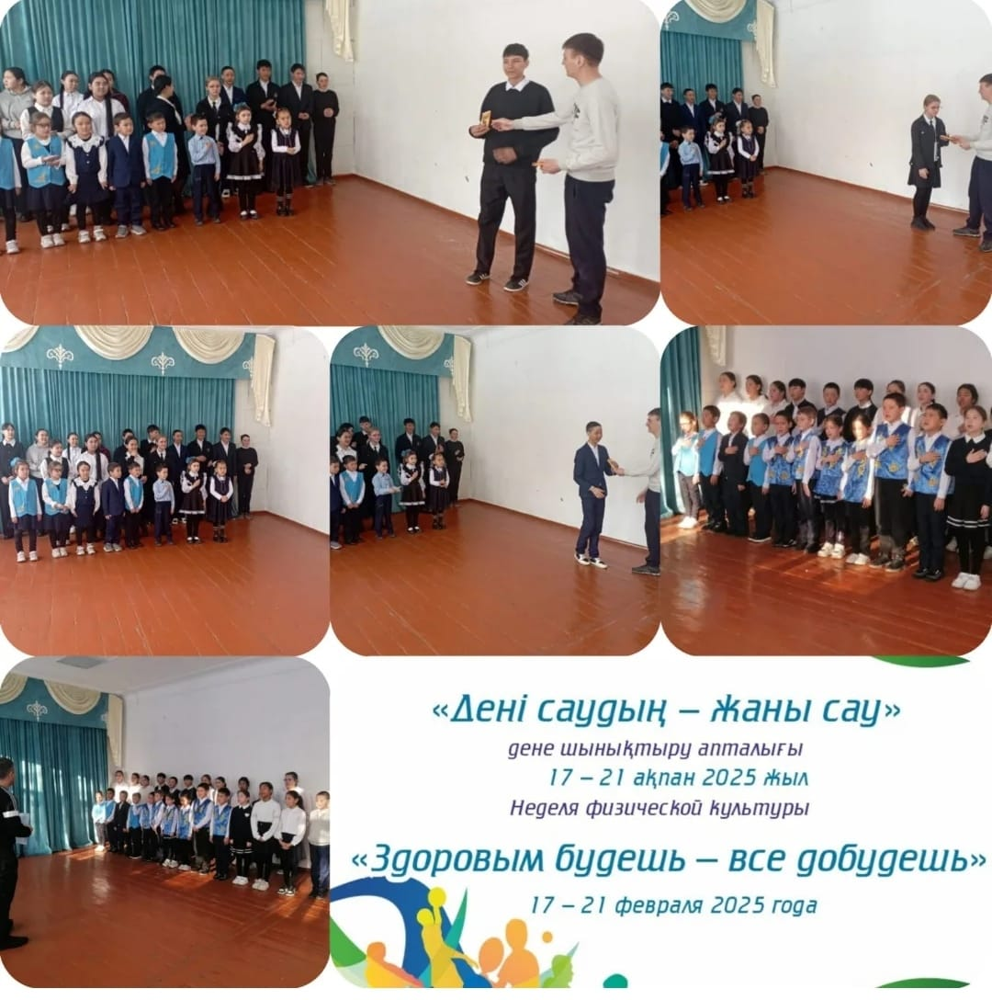 «Дені саудың – жаны сау»
дене шынықтыру апталығы
17 – 21 ақпан 2025 жыл
Неделя физической культуры
«Здоровым будешь – все добудешь»
17 – 21 февраля 2025 года